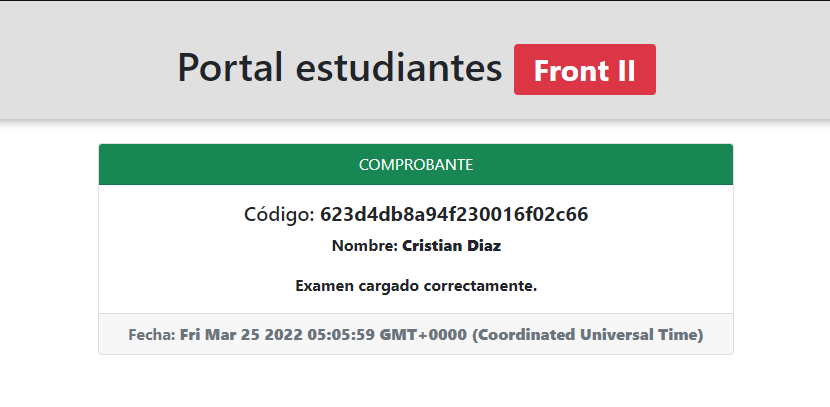 Portal estudiantes Front II
COMPROBANTE
Código: 623d4db8a94f230016f02c66
Nombre: Cristian Diaz
Examen cargado correctamente.
Fecha: Fri Mar 25 2022 05:05:59 GMT+0000 (Coordinated Universal Time)